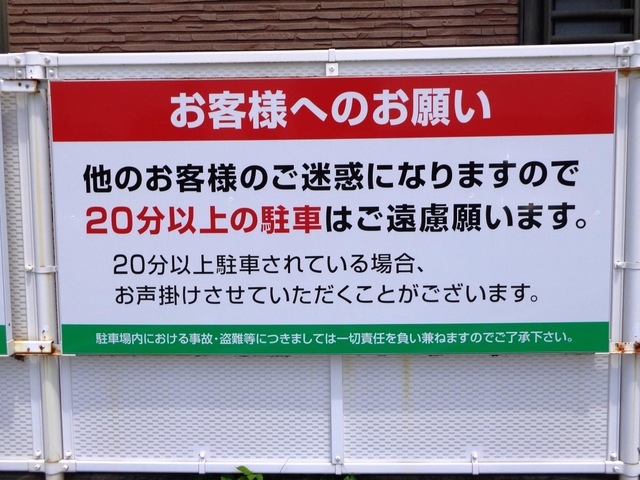 お客様へのお願い
他のお客様のご迷惑になりますので
20分以上の駐車はご遠慮願います。
20分以上駐車されている場合、
お声掛けさせていただくことがございます。
駐車場内における事故・盗難等につきましては一切責任を負い兼ねますのでご了承下さい。